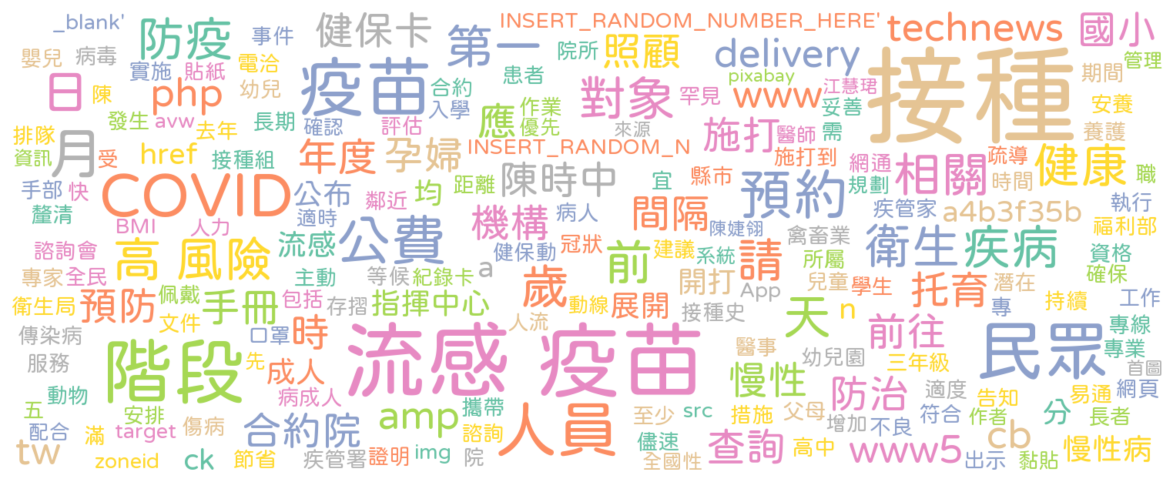 _blank'
防疫
事件
健保卡
第一
INSERT_RANDOM_NUMBER_HERE'
technews
國小
嬰兒
病毒
實施
電洽
貼紙
幼兒
疫苗
院所
照顧
delivery
接種
期間
管理
日
陳
php
合約
患者
入學
對象
pixabay
www
罕見
江慧珺
妥善
安養
排隊
發生
avw
去年
長期
確認
評估
應
作業
優先
來源
施打
醫師
需
養護
資訊
月
受
href
接種組
年度
孕婦
INSERT_RANDOM_N
施打到
網通
相關
疏導
健康
手部
快
COVID
公布
鄰近
均
距離
陳時中
宜
縣市
預約
規劃
時間
職
釐清
BMI
人力
適時
機構
病人
間隔
陳婕翎
疾管家
a4b3f35b
執行
福利部
諮詢會
高 風險
流感
公費
健保動
冠狀
前
建議
系統
請
禽畜業
所屬
衛生
疾病
資格
確保
專家
全民
主動
等候
紀錄卡
a
歲
開打
App
兒童
學生
托育
潛在
衛生局
預防
佩戴
手冊
包括
存摺
指揮中心
動線
展開
接種史
天
n
專
持續
工作
傳染病
文件
口罩
時
流感 疫苗
人流
前往
民眾
專線
專業
服務
階段
先
成人
醫事
幼兒園
三年級
首圖
動物
病成人
慢性
防治
適度
告知
易通
網頁
五
安排
傷病
amp
攜帶
人員
至少
src
措施
父母
增加
不良
符合
作者
分
長者
配合
滿
target
合約院
諮詢
儘速
查詢
高中
www5
cb
慢性病
tw
zoneid
ck
節省
疾管署
證明
img
院
全國性
出示
黏貼